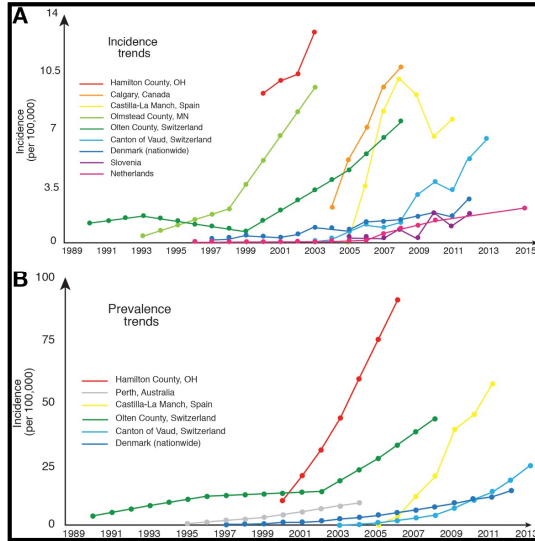 A
14
10.5
7
3.5
0
Incidence
(per 100,000)
Incidence
trends
Hamilton County, OH
Calgary, Canada
Castilla-La Manch, Spain
Olmstead County, MN
Olten County, Switzerland
Canton of Vaud, Switzerland
Denmark (nationwide)
Slovenia
Netherlands
1989 1991 1993 1995 1997 1999 2001 2003 2005 2007 2009 2011 2013 2015
B
100
75
50
25
0
Incidence
(per 100,000)
Prevalence
trends
Hamilton County, OH
Perth, Australia
Castilla-La Manch, Spain
Olten County, Switzerland
Canton of Vaud, Switzerland
Denmark (nationwide)
1989 1991 1993 1995 1997 1999 2001 2003 2005 2007 2009 2011 2013